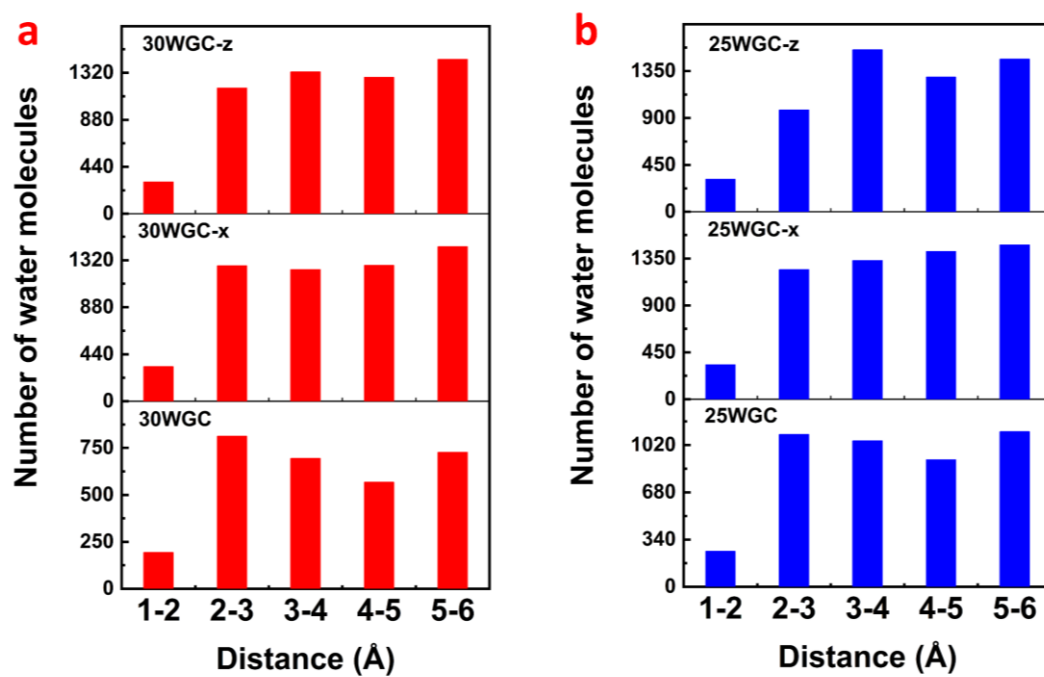 a
Number of water molecules
30WGC-z
1320
880
440
0
30WGC-x
1320
880
440
0
30WGC
750
500
250
0
1-2 2-3 3-4 4-5 5-6
Distance (Å)
b
Number of water molecules
25WGC-z
1350
900
450
0
25WGC-x
1350
900
450
0
25WGC
1020
680
340
0
1-2 2-3 3-4 4-5 5-6
Distance (Å)